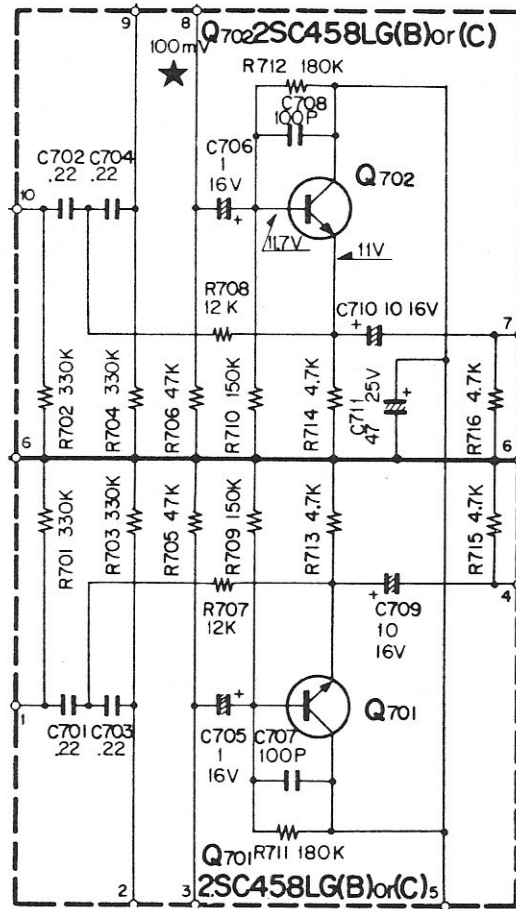 9
8
Q702 2SC458LG(B)or(C)
100mV
R712 180K
C708
100P
C702
.22
C704
.22
C706
1
16V
+
Q702
10
11.7V
11V
R708
12K
C710 10 16V
+
7
R702 330K
R704 330K
R706 47K
R710 150K
R714 4.7K
C711
47 25V
+
R716 4.7K
6
6
R701 330K
R703 330K
R705 47K
R709 150K
R713 4.7K
R715 4.7K
R707
12K
+
C709
10
16V
4
1
C701
.22
C703
.22
+
C705
1
16V
C707
100P
Q701
R711 180K
Q701
2SC458LG(B)or(C)
2
3
5